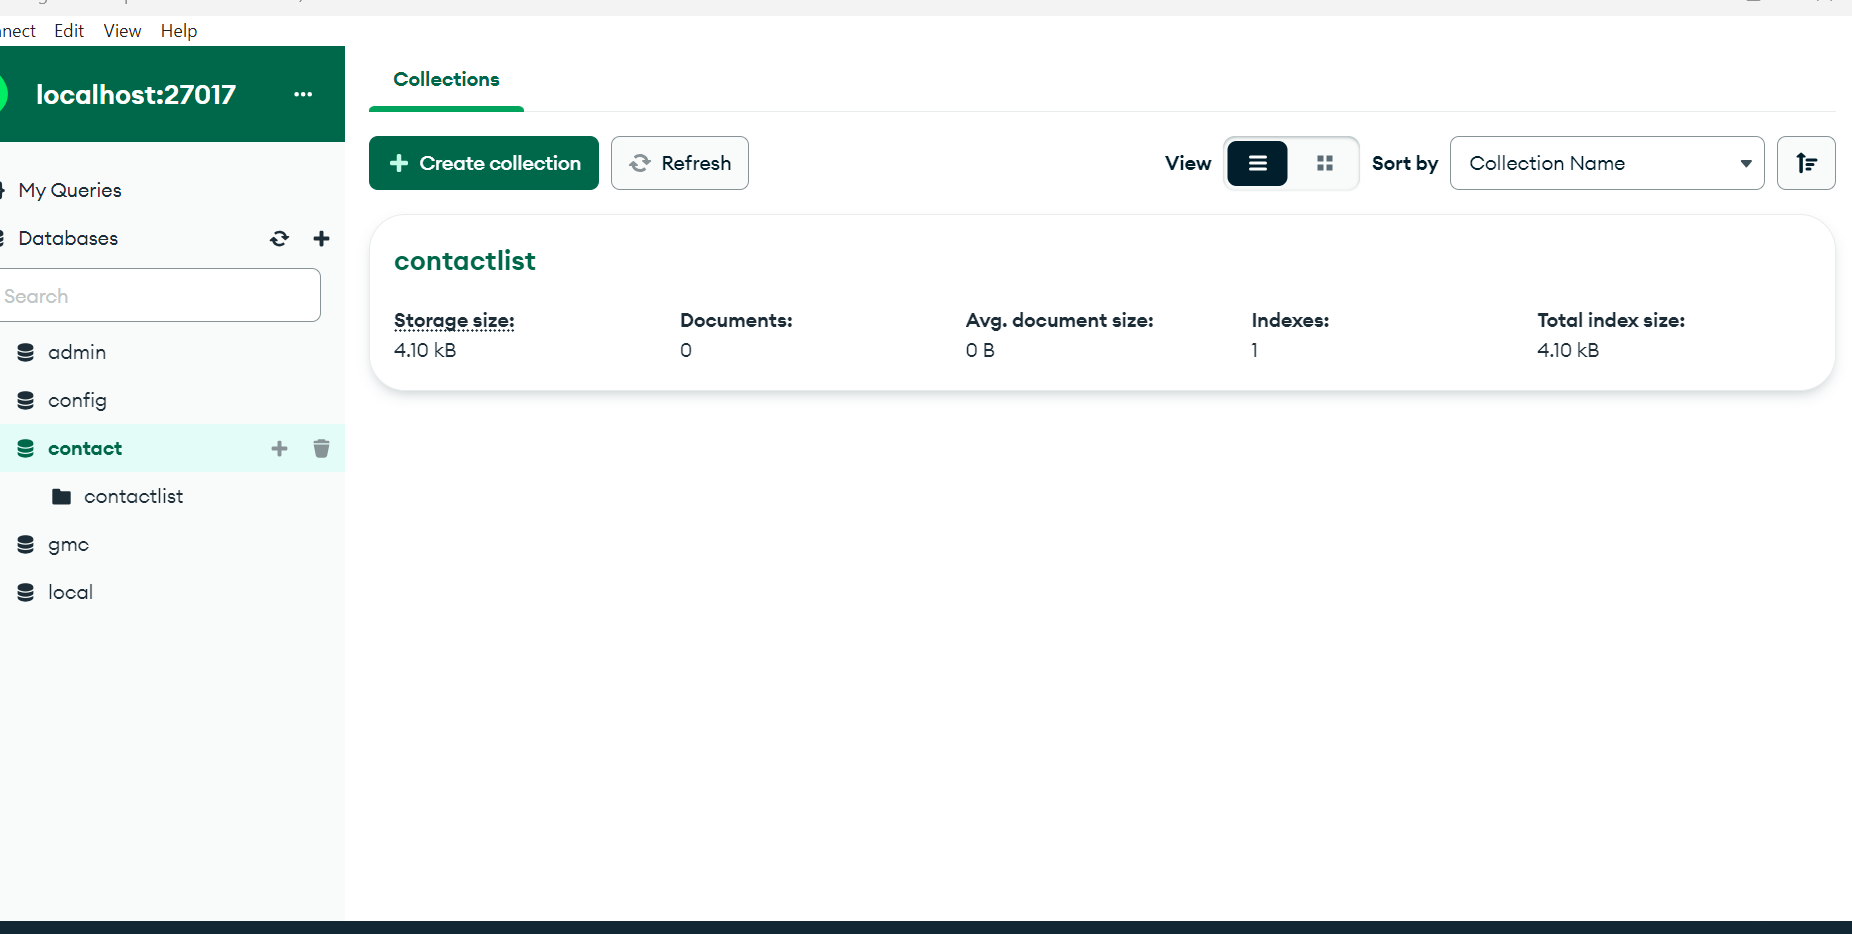 Edit View Help
localhost:27017
Collections
Create collection
Refresh
View
Sort by
Collection Name
My Queries
Databases
Search
admin
config
contact
contactlist
gmc
local
contactlist
Storage size: Documents: Avg. document size: Indexes: Total index size:
4.10 kB 0 0 B 1 4.10 kB